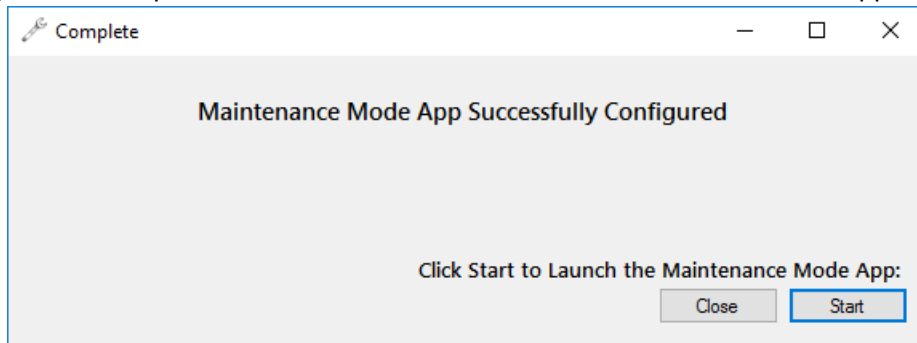 Complete
Maintenance Mode App Successfully Configured
Click Start to Launch the Maintenance Mode App:
Close Start